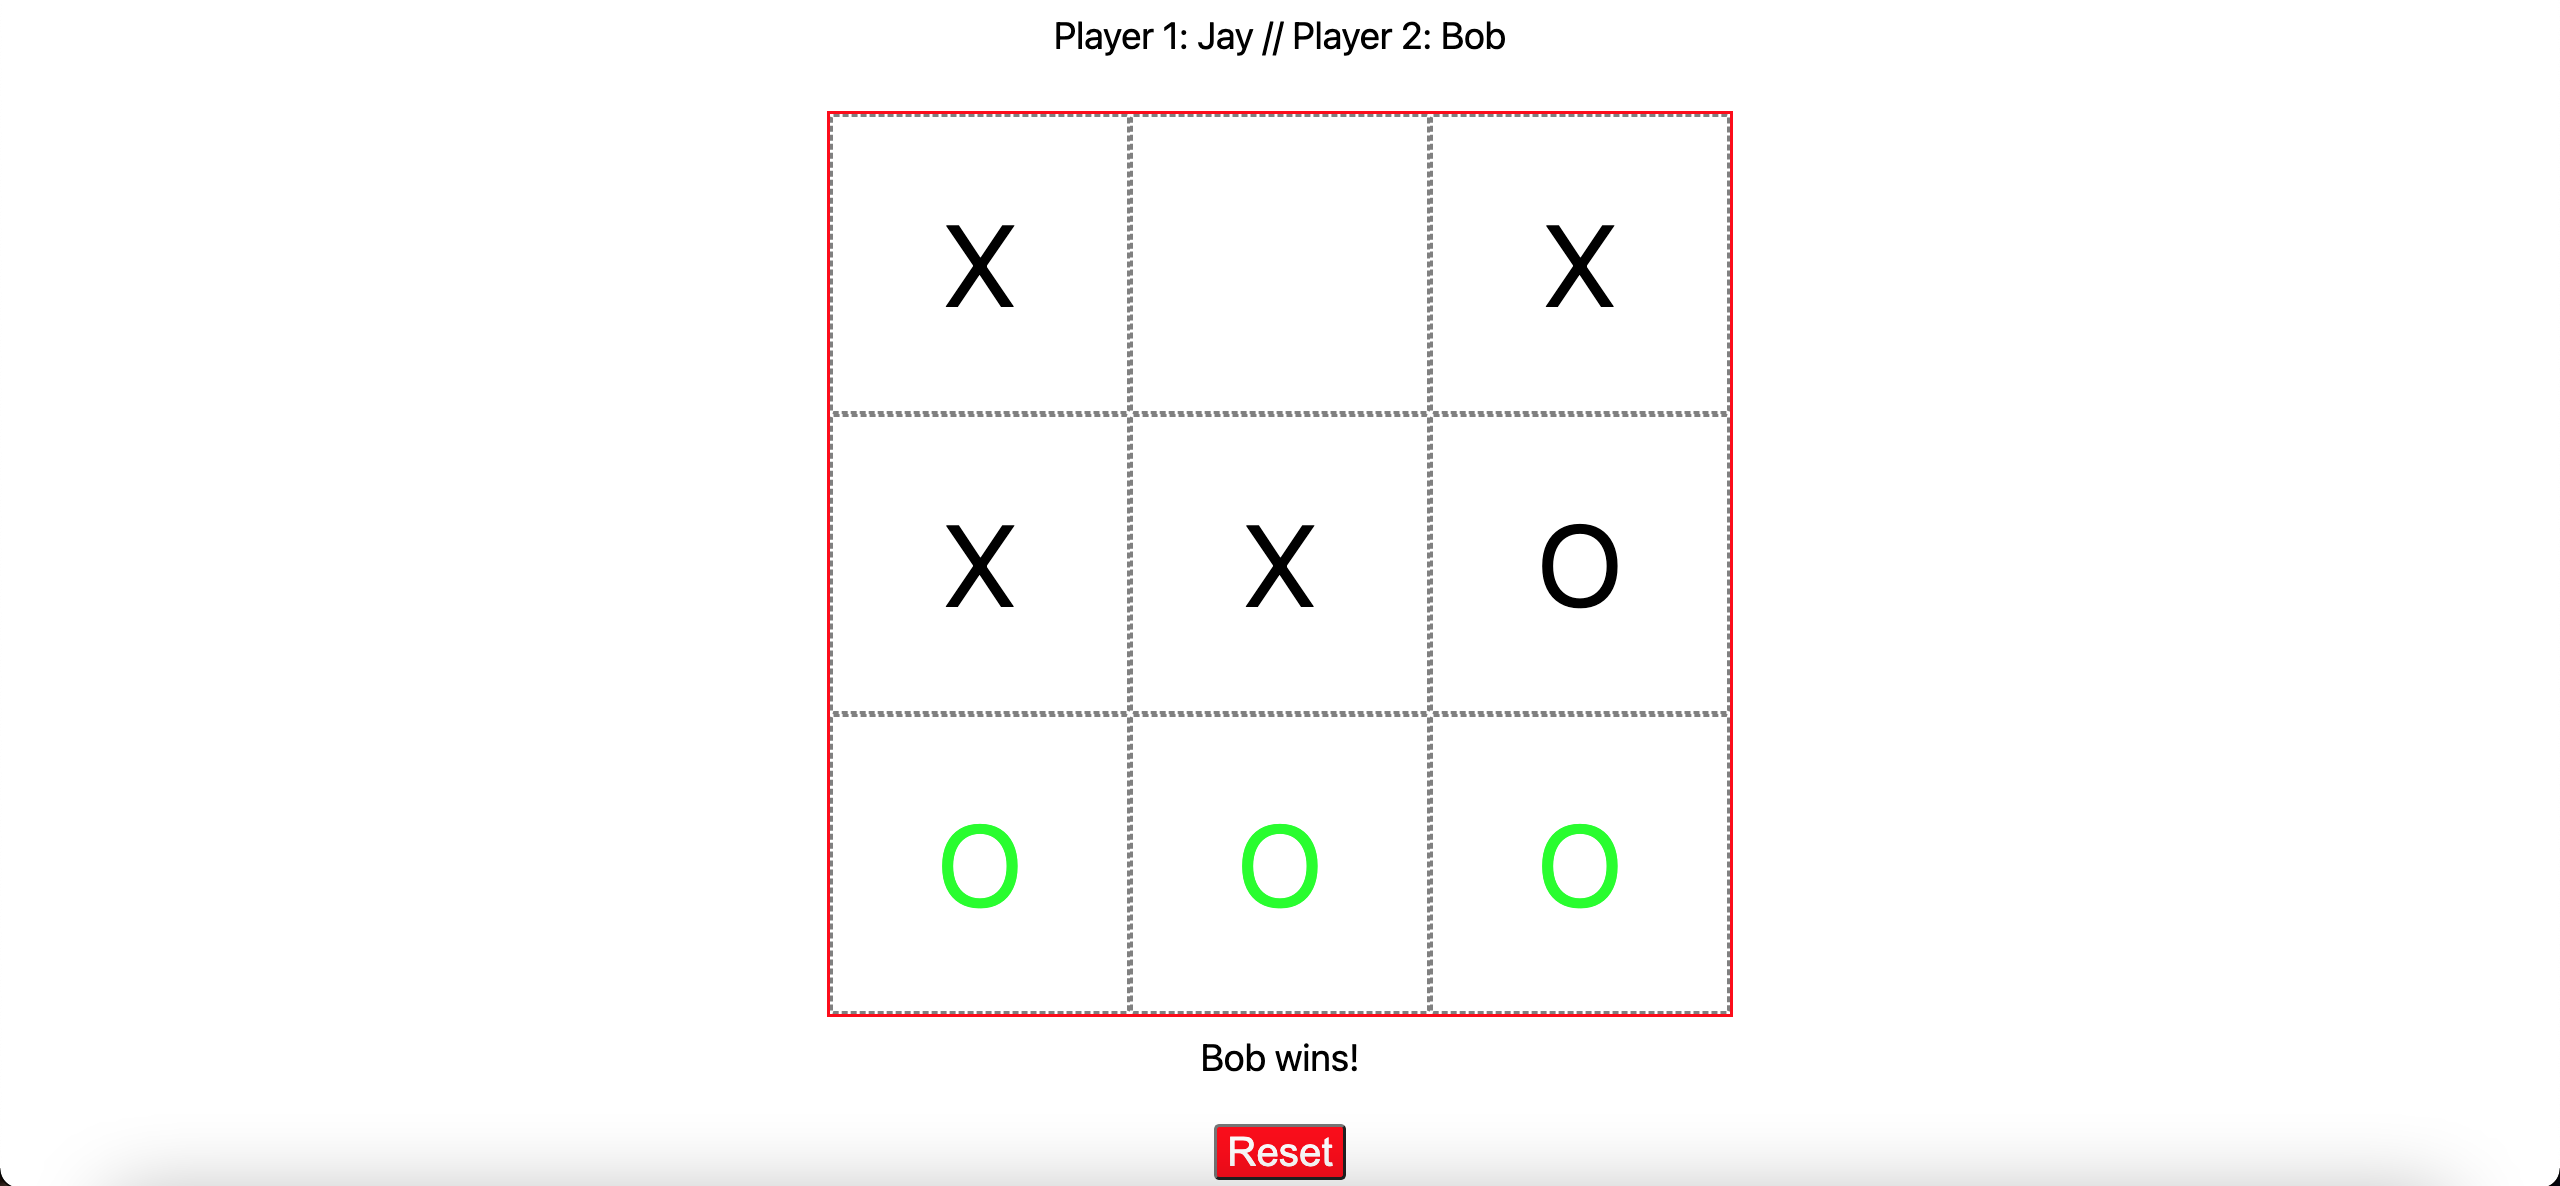 Player 1: Jay // Player 2: Bob
X X
X X O
O O O
Bob wins!
Reset